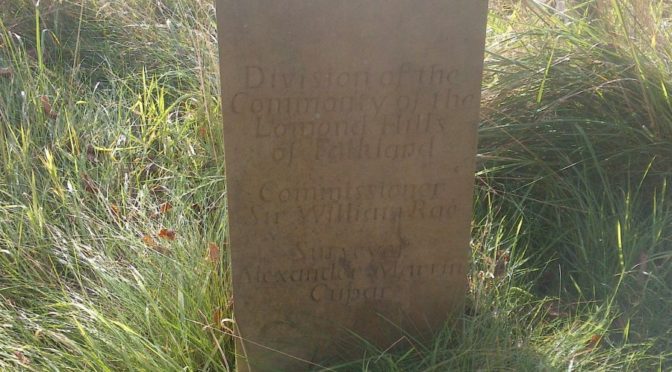 Division of the
Commonty of the
Lomond Hills
of Falkland
Commissioner
Sir William Rae
Surveyor
Alexander Martin
Cupar